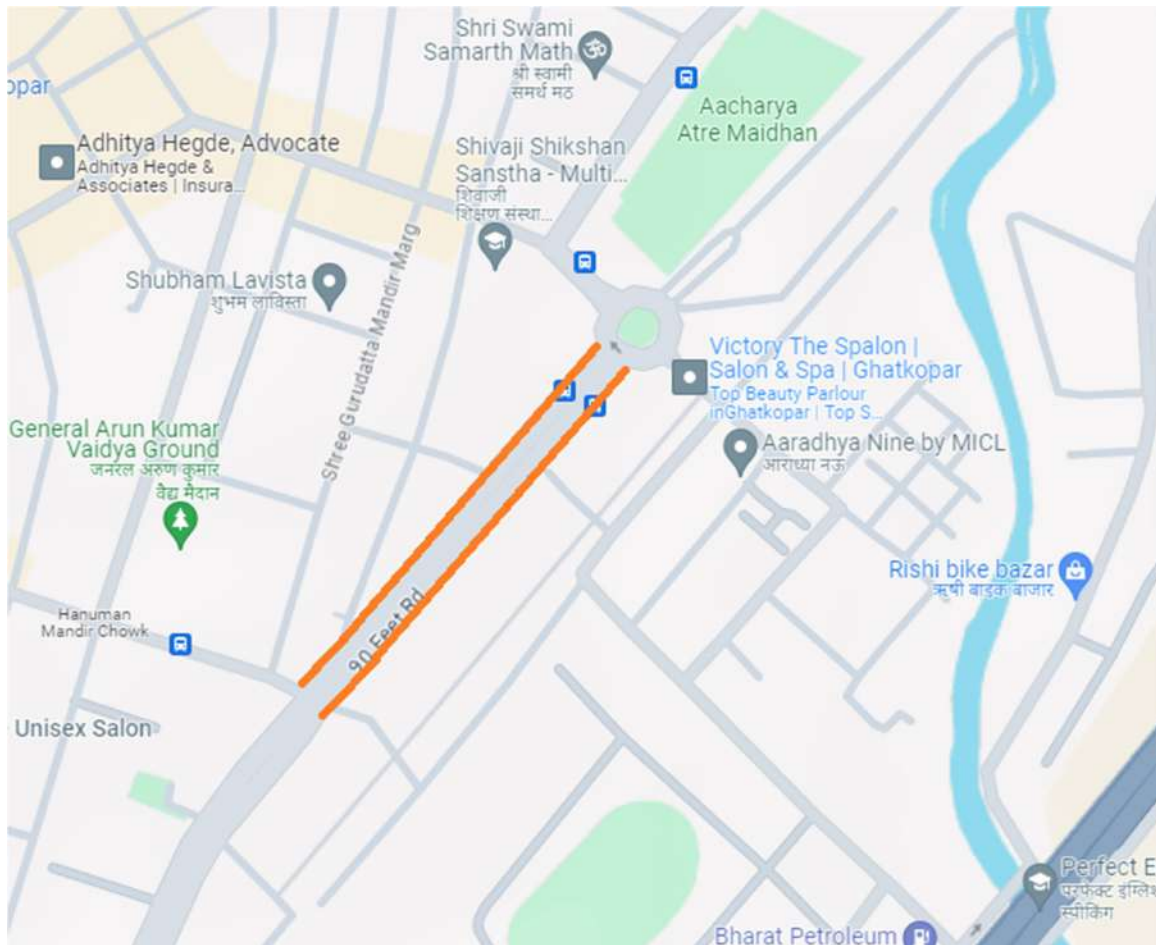 Shri Swami
Samarth Math
श्री स्वामी
समर्थ मठ
opar
Aacharya
Atre Maidhan
Adhitya Hegde, Advocate
Adhitya Hegde &
Associates | Insura...
Shivaji Shikshan
Sanstha - Multi...
शिवाजी
शिक्षण संस्था...
Shubham Lavista
शुभम लाविस्ता
Shree Gurudatta Mandir Marg
Victory The Spalon |
Salon & Spa | Ghatkopar
Top Beauty Parlour
inGhatkopar | Top S...
General Arun Kumar
Vaidya Ground
जनरल अरुण कुमार
वैद्य मैदान
Aaradhya Nine by MICL
आराध्या नऊ
Rishi bike bazar
ऋषी बाइक बाजार
Hanuman
Mandir Chowk
90 Feet Rd
Unisex Salon
Perfect E
परफेक्ट इंग्लिश
स्पीकिंग
Bharat Petroleum